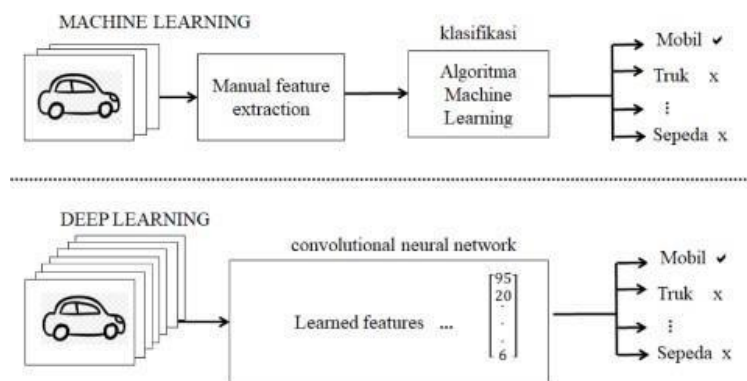 MACHINE LEARNING
Manual feature
extraction
klasifikasi
Algoritma
Machine
Learning
Mobil ✔
Truk x
⋮
Sepeda x
DEEP LEARNING
convolutional neural network
Learned features ...
95
20
.
.
.
6
Mobil ✔
Truk x
⋮
Sepeda x